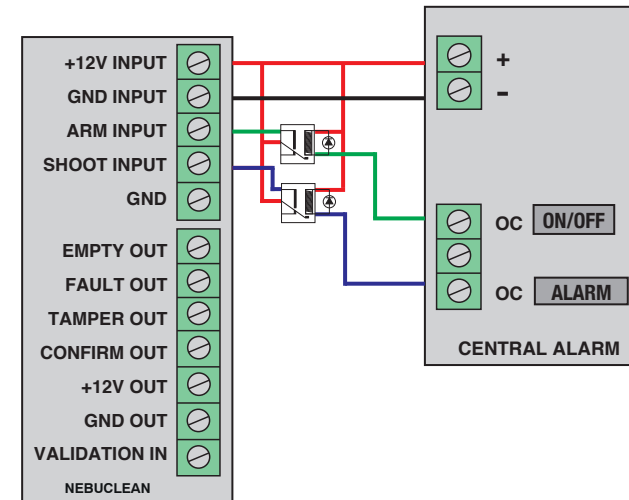 +12V INPUT
GND INPUT
ARM INPUT
SHOOT INPUT
GND
EMPTY OUT
FAULT OUT
TAMPER OUT
CONFIRM OUT
+12V OUT
GND OUT
VALIDATION IN
NEBUCLEAN
+
-
OC ON/OFF
OC ALARM
CENTRAL ALARM